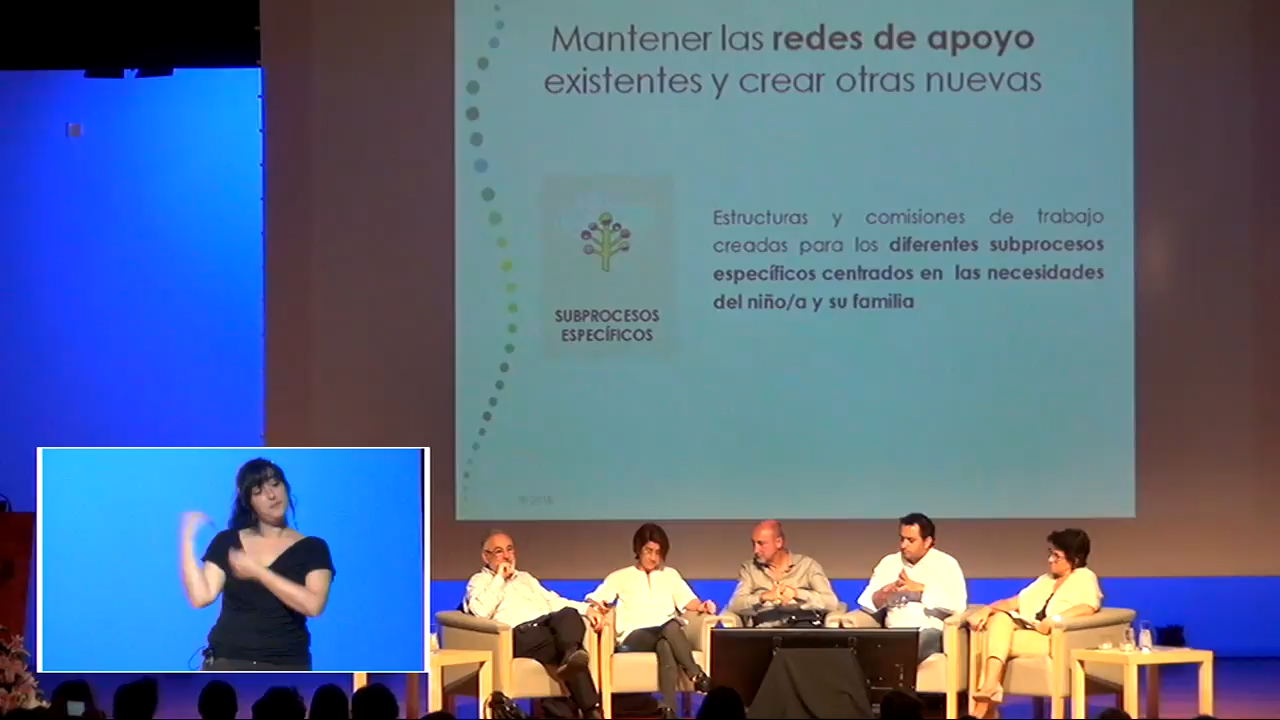 Mantener las redes de apoyo
existentes y crear otras nuevas
Estructuras y comisiones de trabajo
creadas para los diferentes subprocesos
específicos centrados en las necesidades
del niño/a y su familia
SUBPROCESOS
ESPECÍFICOS